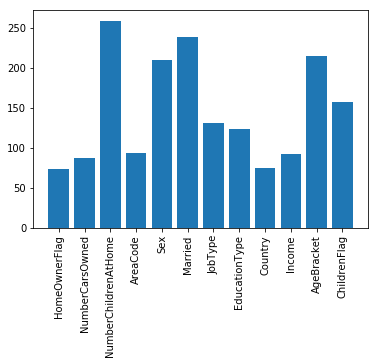 250
200
150
100
50
0
HomeOwnerFlag
NumberCarsOwned
NumberChildrenAtHome
AreaCode
Sex
Married
JobType
EducationType
Country
Income
AgeBracket
ChildrenFlag